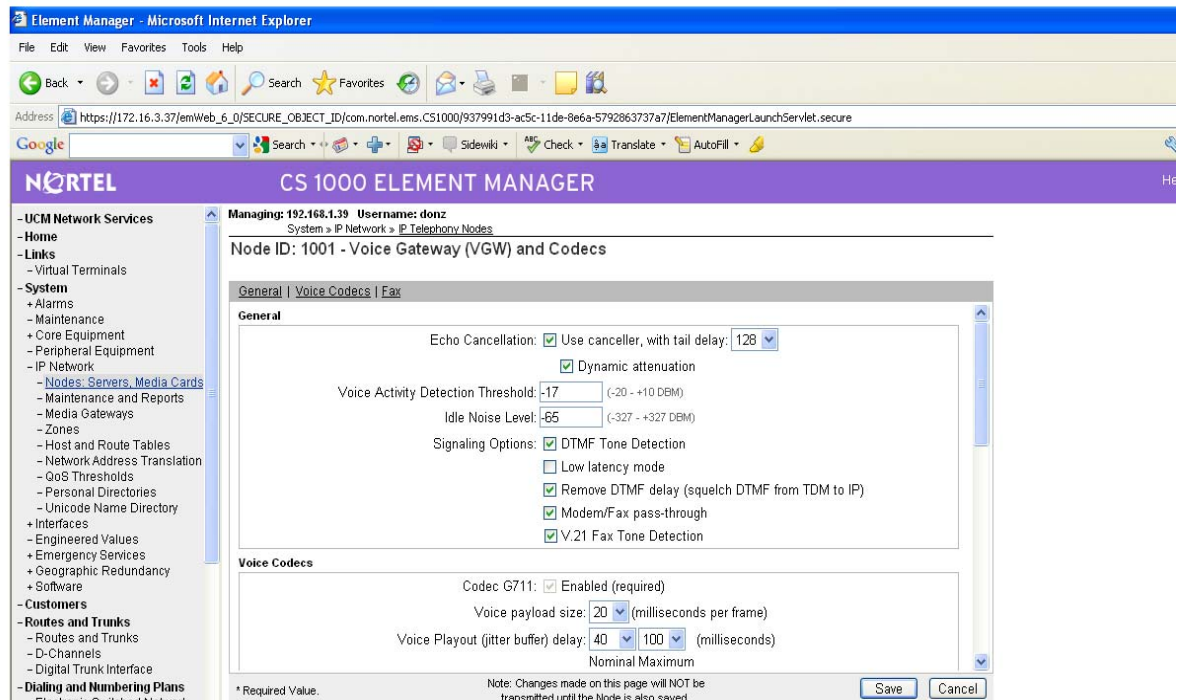 Element Manager - Microsoft Internet Explorer
File Edit View Favorites Tools Help
Back Search Favorites
Address https://172.16.3.37/emWeb_6_0/SECURE_OBJECT_ID/com.nortel.ems.CS1000/937991d3-ac5c-11de-8e6a-5792863737a7/ElementManagerLaunchServlet.secure
Google Search Sidewiki Check Translate AutoFill
NORTEL CS 1000 ELEMENT MANAGER He
- UCM Network Services
- Home
- Links
- Virtual Terminals
- System
+ Alarms
- Maintenance
+ Core Equipment
- Peripheral Equipment
- IP Network
- Nodes: Servers, Media Cards
- Maintenance and Reports
- Media Gateways
- Zones
- Host and Route Tables
- Network Address Translation
- QoS Thresholds
- Personal Directories
- Unicode Name Directory
+ Interfaces
- Engineered Values
+ Emergency Services
+ Geographic Redundancy
+ Software
- Customers
- Routes and Trunks
- Routes and Trunks
- D-Channels
- Digital Trunk Interface
- Dialing and Numbering Plans
Managing: 192.168.1.39 Username: donz
System » IP Network » IP Telephony Nodes
Node ID: 1001 - Voice Gateway (VGW) and Codecs
General | Voice Codecs | Fax
General
Echo Cancellation: Use canceller, with tail delay: 128
Dynamic attenuation
Voice Activity Detection Threshold: -17 (-20 - +10 DBM)
Idle Noise Level: -65 (-327 - +327 DBM)
Signaling Options: DTMF Tone Detection
Low latency mode
Remove DTMF delay (squelch DTMF from TDM to IP)
Modem/Fax pass-through
V.21 Fax Tone Detection
Voice Codecs
Codec G711: Enabled (required)
Voice payload size: 20 (milliseconds per frame)
Voice Playout (jitter buffer) delay: 40 100 (milliseconds)
Nominal Maximum
* Required Value.
Note: Changes made on this page will NOT be
transmitted until the Node is also saved.
Save Cancel